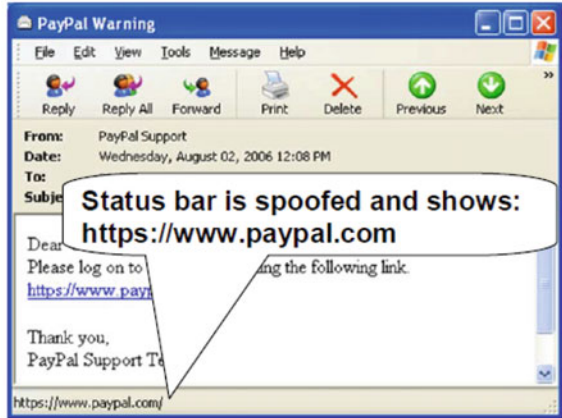 PayPal Warning
File Edit View Tools Message Help
Reply Reply All Forward Print Delete Previous Next »
From: PayPal Support
Date: Wednesday, August 02, 2006 12:08 PM
To:
Subje
Status bar is spoofed and shows:
https://www.paypal.com
Dear
Please log on to ing the following link.
https://www.payp
Thank you,
PayPal Support Te
https://www.paypal.com/